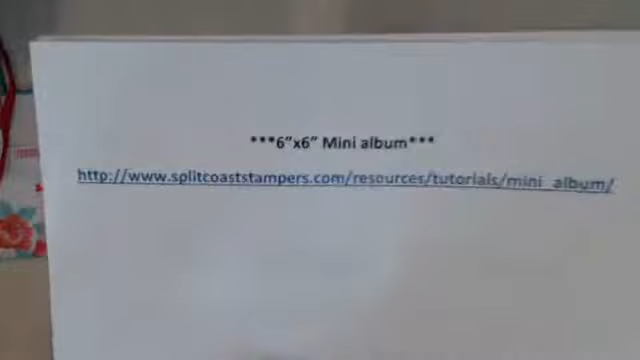 ***6”x6” Mini album***
http://www.splitcoaststampers.com/resources/tutorials/mini_album/